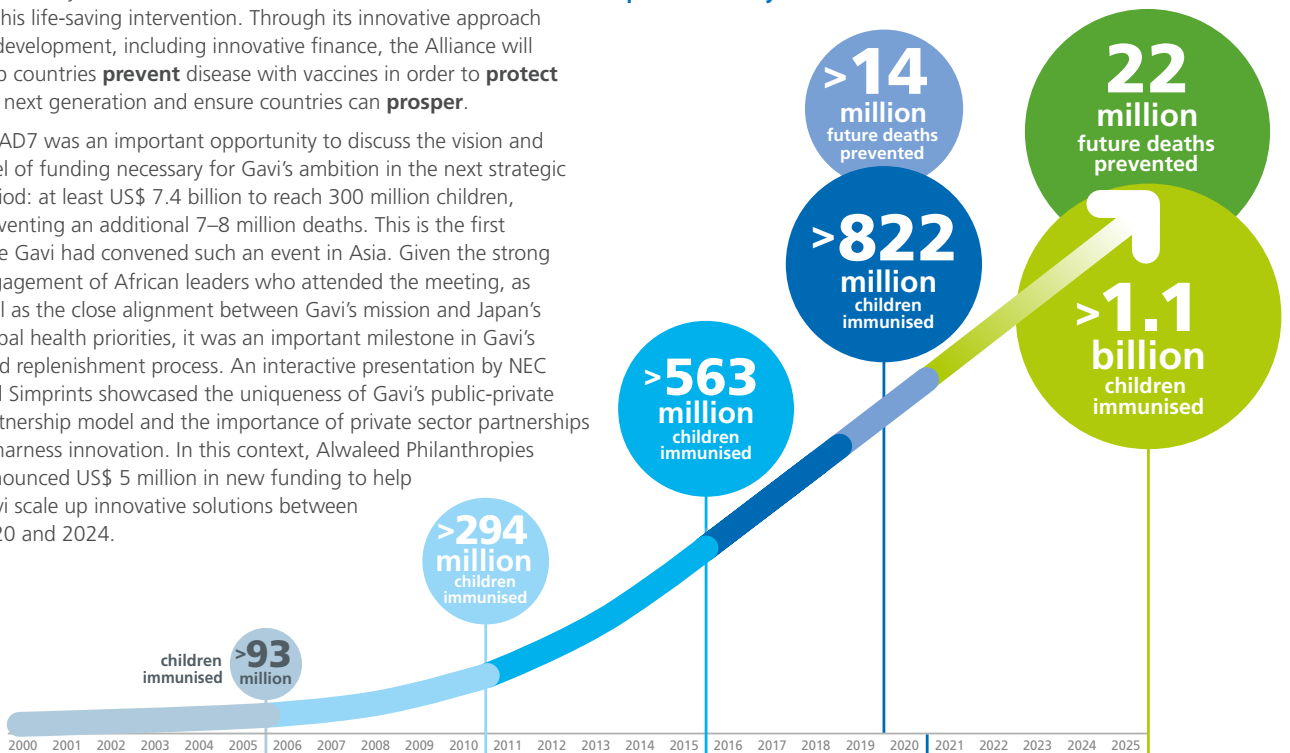 his life-saving intervention. Through its innovative approach
development, including innovative finance, the Alliance will
countries prevent disease with vaccines in order to protect
next generation and ensure countries can prosper.
AD7 was an important opportunity to discuss the vision and
el of funding necessary for Gavi's ambition in the next strategic
iod: at least US$ 7.4 billion to reach 300 million children,
venting an additional 7–8 million deaths. This is the first
e Gavi had convened such an event in Asia. Given the strong
gagement of African leaders who attended the meeting, as
l as the close alignment between Gavi's mission and Japan's
bal health priorities, it was an important milestone in Gavi's
d replenishment process. An interactive presentation by NEC
d Simprints showcased the uniqueness of Gavi's public-private
tnership model and the importance of private sector partnerships
harness innovation. In this context, Alwaleed Philanthropies
nounced US$ 5 million in new funding to help
vi scale up innovative solutions between
20 and 2024.
>14
million
future deaths
prevented
22
million
future deaths
prevented
>822
million
children
immunised
>1.1
billion
children
immunised
>563
million
children
immunised
>294
million
children
immunised
children
immunised
>93
million
2000 2001 2002 2003 2004 2005 2006 2007 2008 2009 2010 2011 2012 2013 2014 2015 2016 2017 2018 2019 2020 2021 2022 2023 2024 2025